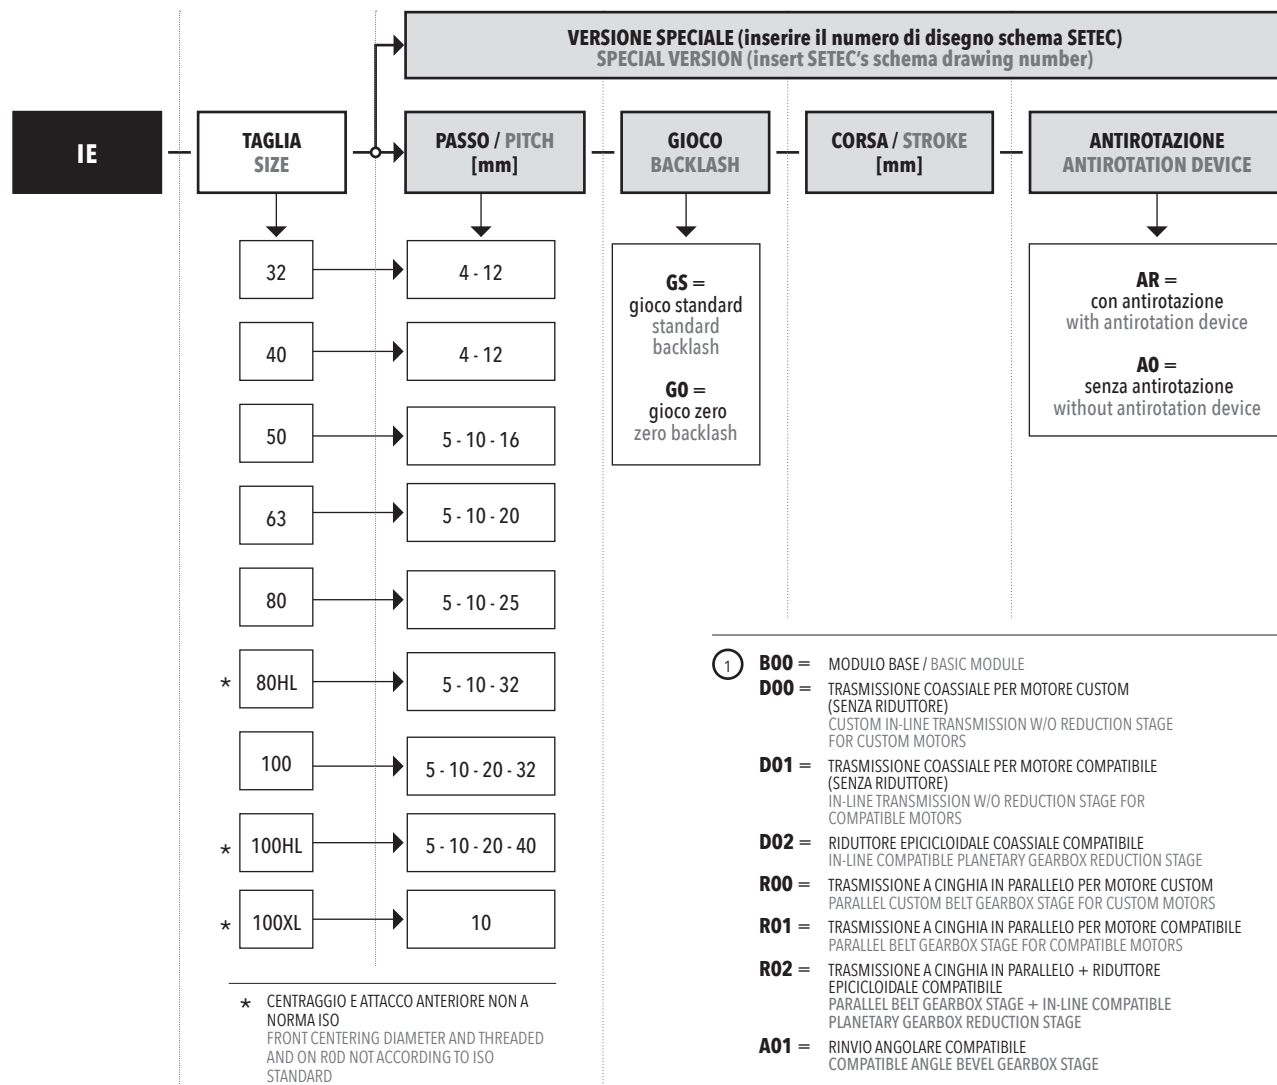 VERSIONE SPECIALE (inserire il numero di disegno schema SETEC)
SPECIAL VERSION (insert SETEC's schema drawing number)
IE
TAGLIA
SIZE
PASSO / PITCH
[mm]
GIOCO
BACKLASH
CORSA / STROKE
[mm]
ANTIROTAZIONE
ANTIROTATION DEVICE
32
4 - 12
40
4 - 12
50
5 - 10 - 16
63
5 - 10 - 20
80
5 - 10 - 25
* 80HL
5 - 10 - 32
100
5 - 10 - 20 - 32
* 100HL
5 - 10 - 20 - 40
* 100XL
10
* CENTRAGGIO E ATTACCO ANTERIORE NON A
NORMA ISO
FRONT CENTERING DIAMETER AND THREADED
AND ON R0D NOT ACCORDING TO ISO
STANDARD
GS =
gioco standard
standard
backlash
G0 =
gioco zero
zero backlash
AR =
con antirotazione
with antirotation device
A0 =
senza antirotazione
without antirotation device
1 B00 = MODULO BASE / BASIC MODULE
D00 = TRASMISSIONE COASSIALE PER MOTORE CUSTOM
(SENZA RIDUTTORE)
CUSTOM IN-LINE TRANSMISSION W/O REDUCTION STAGE
FOR CUSTOM MOTORS
D01 = TRASMISSIONE COASSIALE PER MOTORE COMPATIBILE
(SENZA RIDUTTORE)
IN-LINE TRANSMISSION W/O REDUCTION STAGE FOR
COMPATIBLE MOTORS
D02 = RIDUTTORE EPICICLOIDALE COASSIALE COMPATIBILE
IN-LINE COMPATIBLE PLANETARY GEARBOX REDUCTION STAGE
R00 = TRASMISSIONE A CINGHIA IN PARALLELO PER MOTORE CUSTOM
PARALLEL CUSTOM BELT GEARBOX STAGE FOR CUSTOM MOTORS
R01 = TRASMISSIONE A CINGHIA IN PARALLELO PER MOTORE COMPATIBILE
PARALLEL BELT GEARBOX STAGE FOR COMPATIBLE MOTORS
R02 = TRASMISSIONE A CINGHIA IN PARALLELO + RIDUTTORE
EPICICLOIDALE COMPATIBILE
PARALLEL BELT GEARBOX STAGE + IN-LINE COMPATIBLE
PLANETARY GEARBOX REDUCTION STAGE
A01 = RINVIO ANGOLARE COMPATIBILE
COMPATIBLE ANGLE BEVEL GEARBOX STAGE